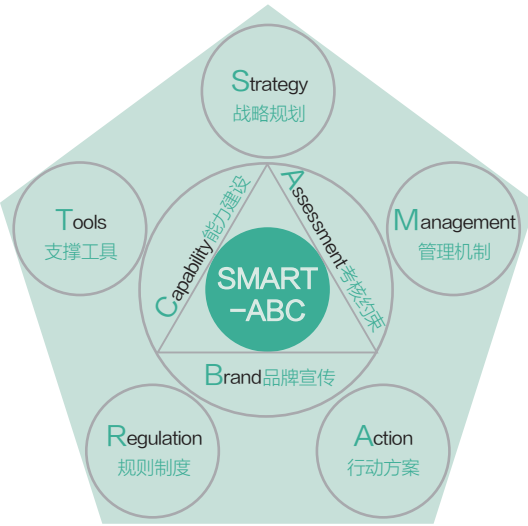 Strategy
战略规划
Tools
支撑工具
Management
管理机制
Capability能力建设
Assessment考核约束
SMART
-ABC
Brand品牌宣传
Regulation
规则制度
Action
行动方案